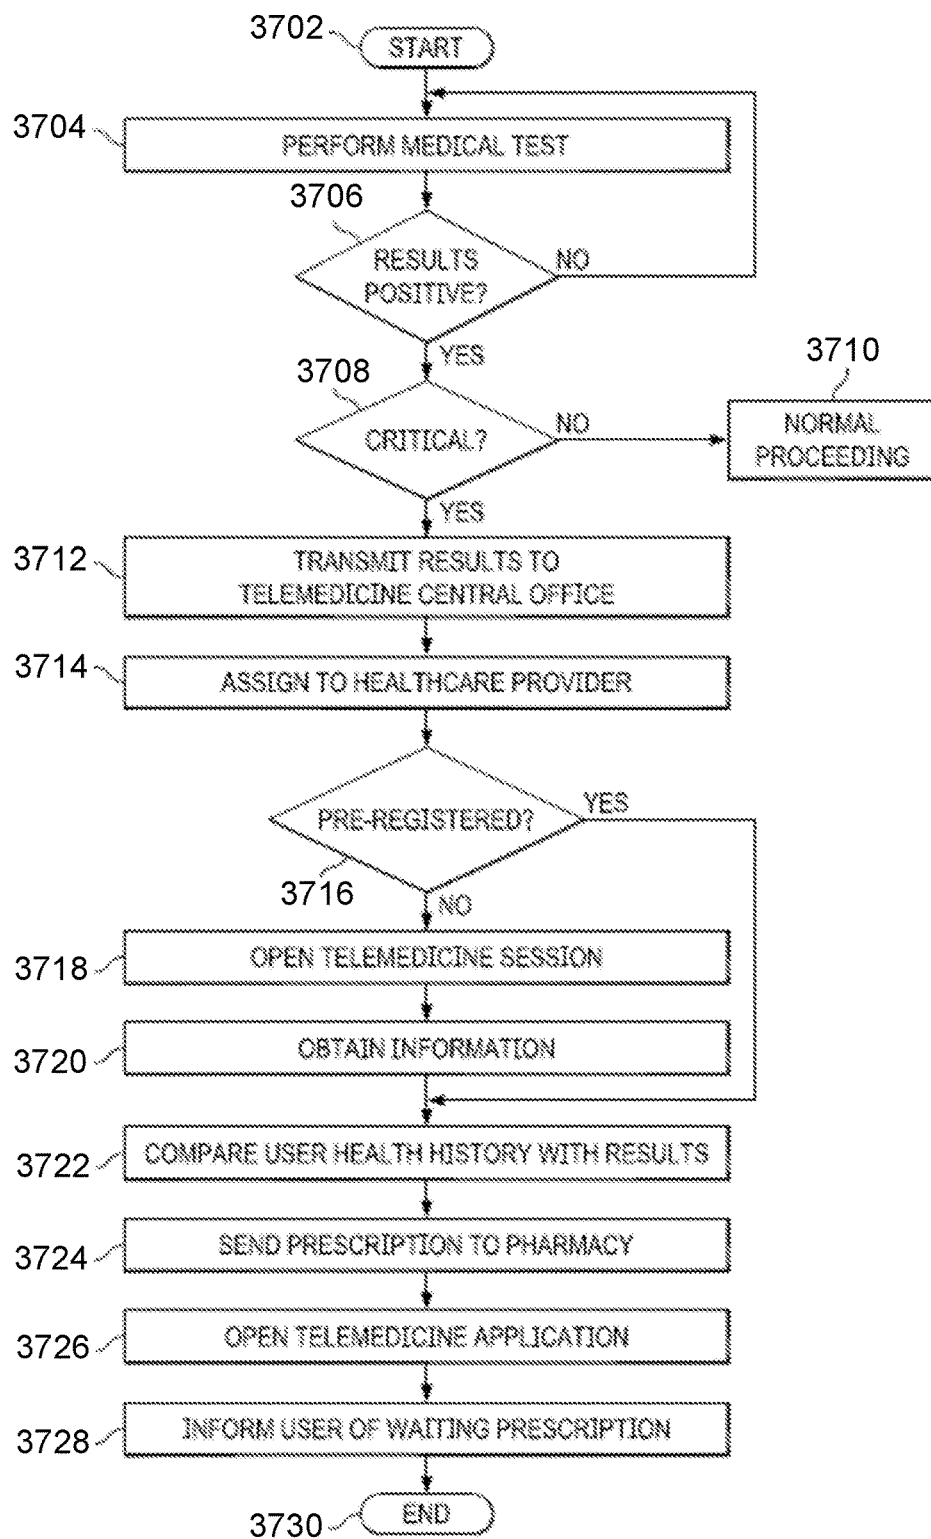 3702
START
3704
PERFORM MEDICAL TEST
3706
RESULTS
POSITIVE?
NO
YES
3708
CRITICAL?
NO
3710
NORMAL
PROCEEDING
YES
3712
TRANSMIT RESULTS TO
TELEMEDICINE CENTRAL OFFICE
3714
ASSIGN TO HEALTHCARE PROVIDER
PRE-REGISTERED?
YES
3716
NO
3718
OPEN TELEMEDICINE SESSION
3720
OBTAIN INFORMATION
3722
COMPARE USER HEALTH HISTORY WITH RESULTS
3724
SEND PRESCRIPTION TO PHARMACY
3726
OPEN TELEMEDICINE APPLICATION
3728
INFORM USER OF WAITING PRESCRIPTION
3730
END